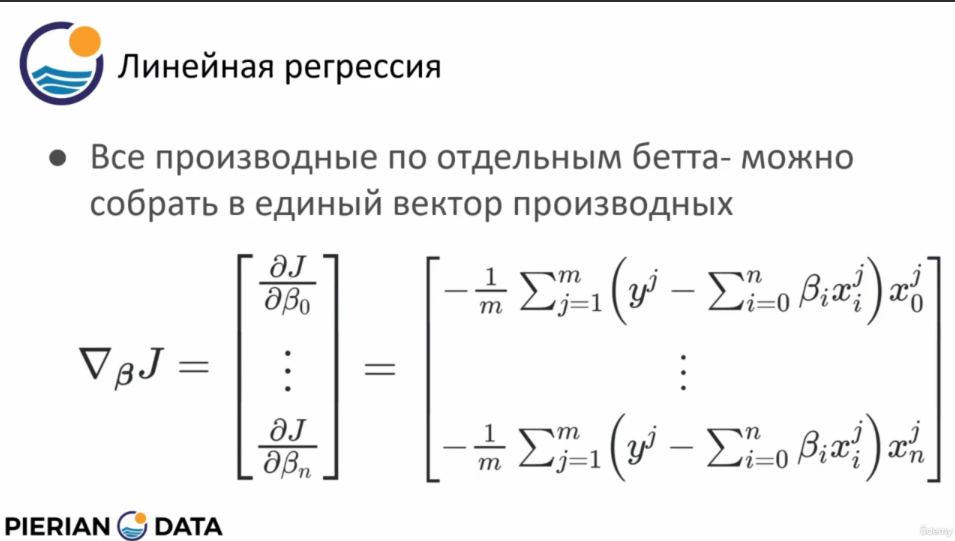 Линейная регрессия
● Все производные по отдельным бетта- можно
собрать в единый вектор производных
$\nabla_{\boldsymbol{\beta}} J = \begin{bmatrix} \frac{\partial J}{\partial \beta_0} \\ \vdots \\ \frac{\partial J}{\partial \beta_n} \end{bmatrix} = \begin{bmatrix} -\frac{1}{m} \sum_{j=1}^{m} \left( y^j - \sum_{i=0}^{n} \beta_i x_i^j \right) x_0^j \\ \vdots \\ -\frac{1}{m} \sum_{j=1}^{m} \left( y^j - \sum_{i=0}^{n} \beta_i x_i^j \right) x_n^j \end{bmatrix}$
PIERIAN DATA
ûdemy